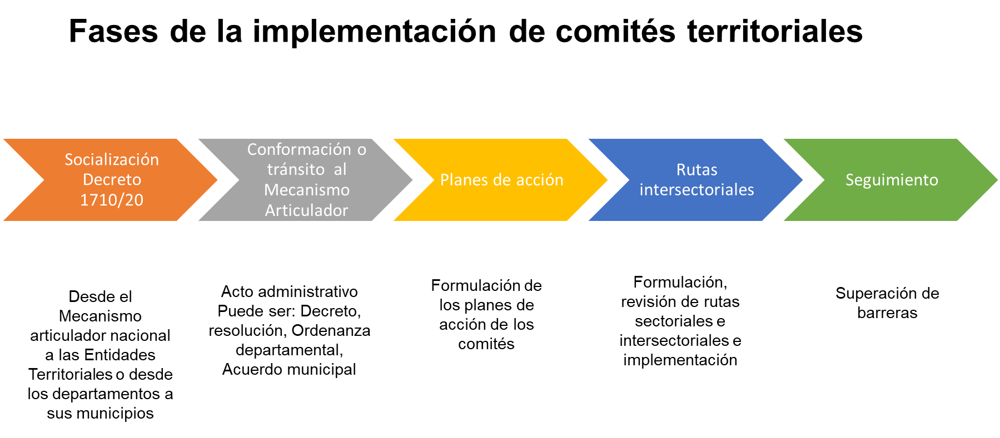 Fases de la implementación de comités territoriales
Socialización
Decreto
1710/20
Conformación o
tránsito al
Mecanismo
Articulador
Planes de acción
Rutas
intersectoriales
Seguimiento
Desde el
Mecanismo
articulador nacional
a las Entidades
Territoriales o desde
los departamentos a
sus municipios
Acto administrativo
Puede ser: Decreto,
resolución, Ordenanza
departamental,
Acuerdo municipal
Formulación de
los planes de
acción de los
comités
Formulación,
revisión de rutas
sectoriales e
intersectoriales e
implementación
Superación de
barreras